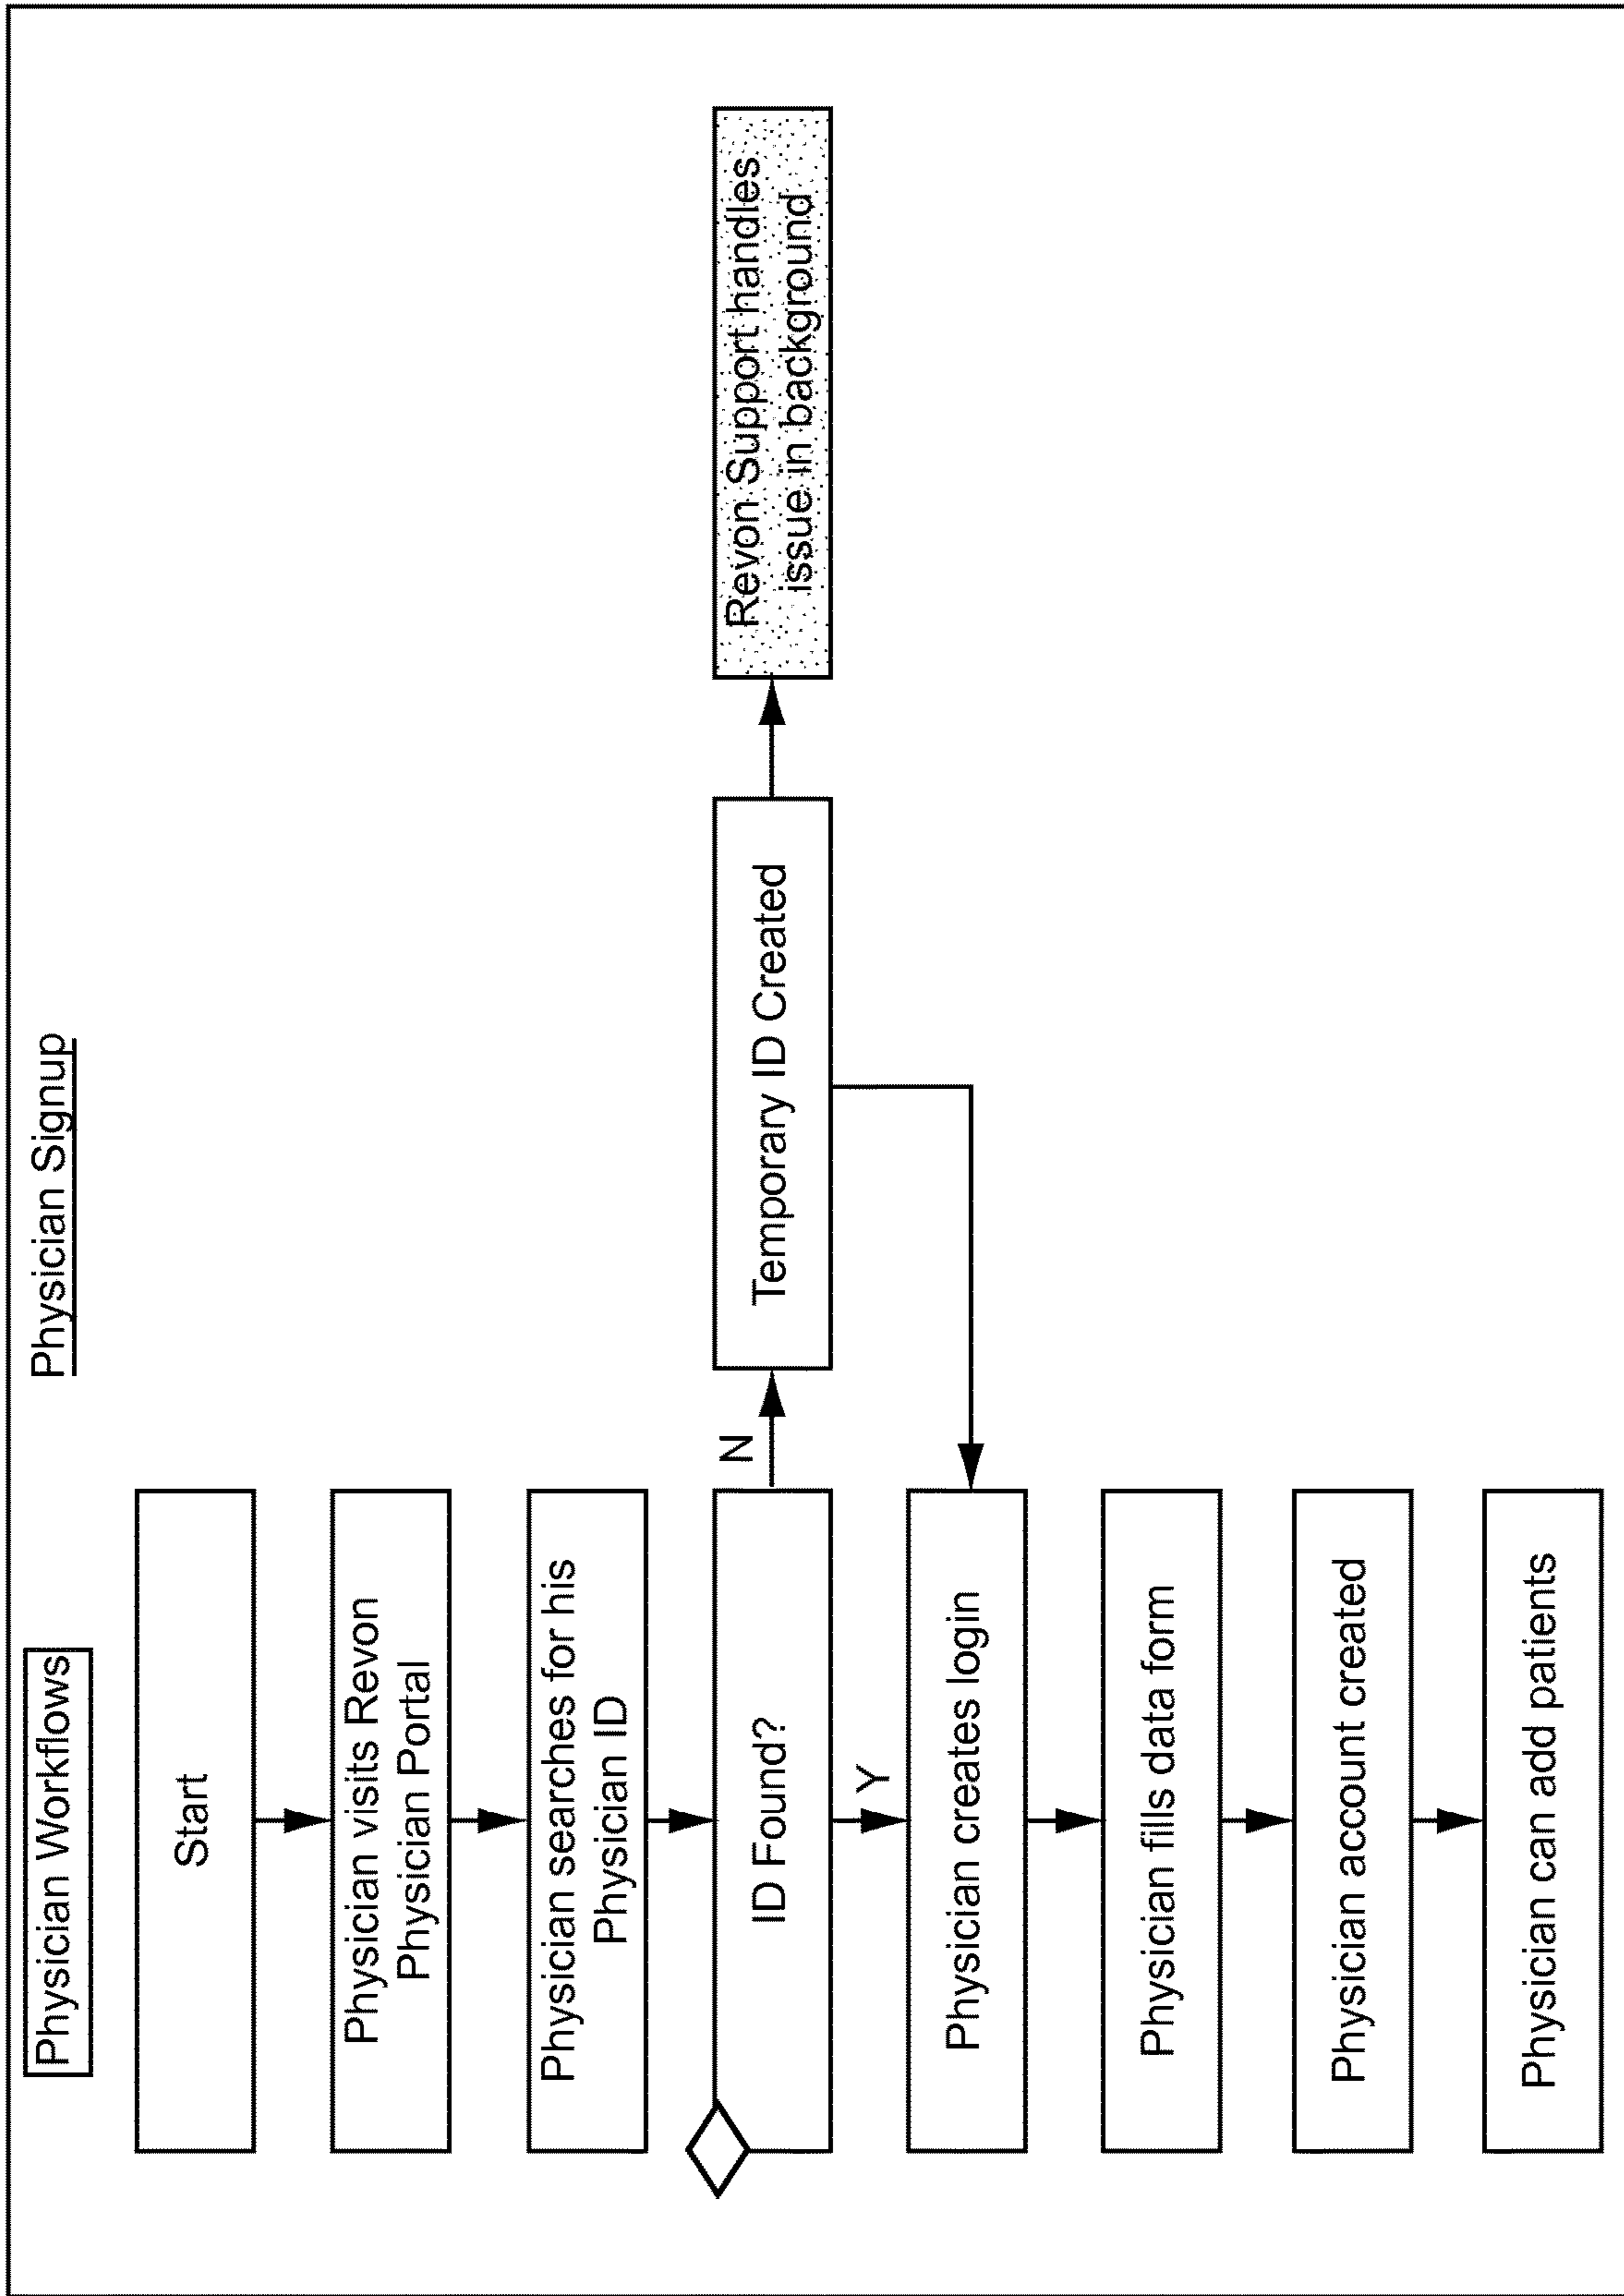 Physician Workflows
Physician Signup
Start
Physician visits Revon
Physician Portal
Physician searches for his
Physician ID
ID Found?
N
Temporary ID Created
Revon Support handles
issue in background
Y
Physician creates login
Physician fills data form
Physician account created
Physician can add patients